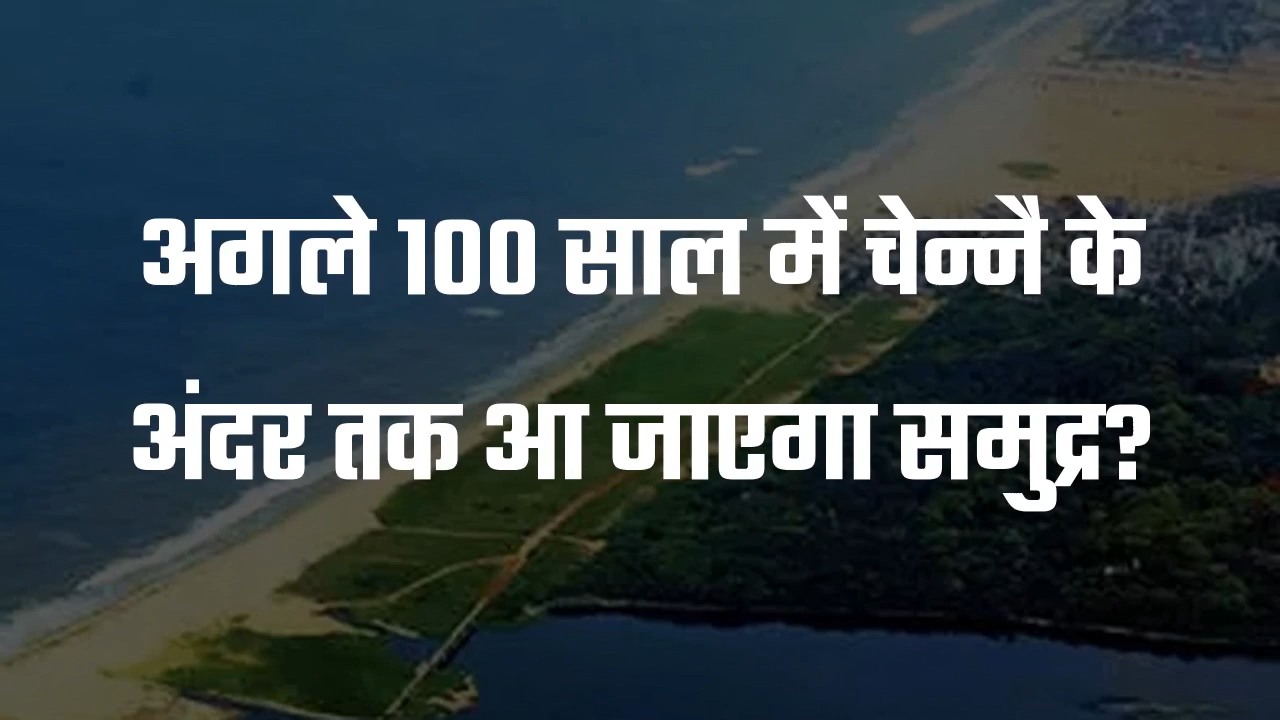 अगले 100 साल में चेन्नै के
अंदर तक आ जाएगा समुद्र?